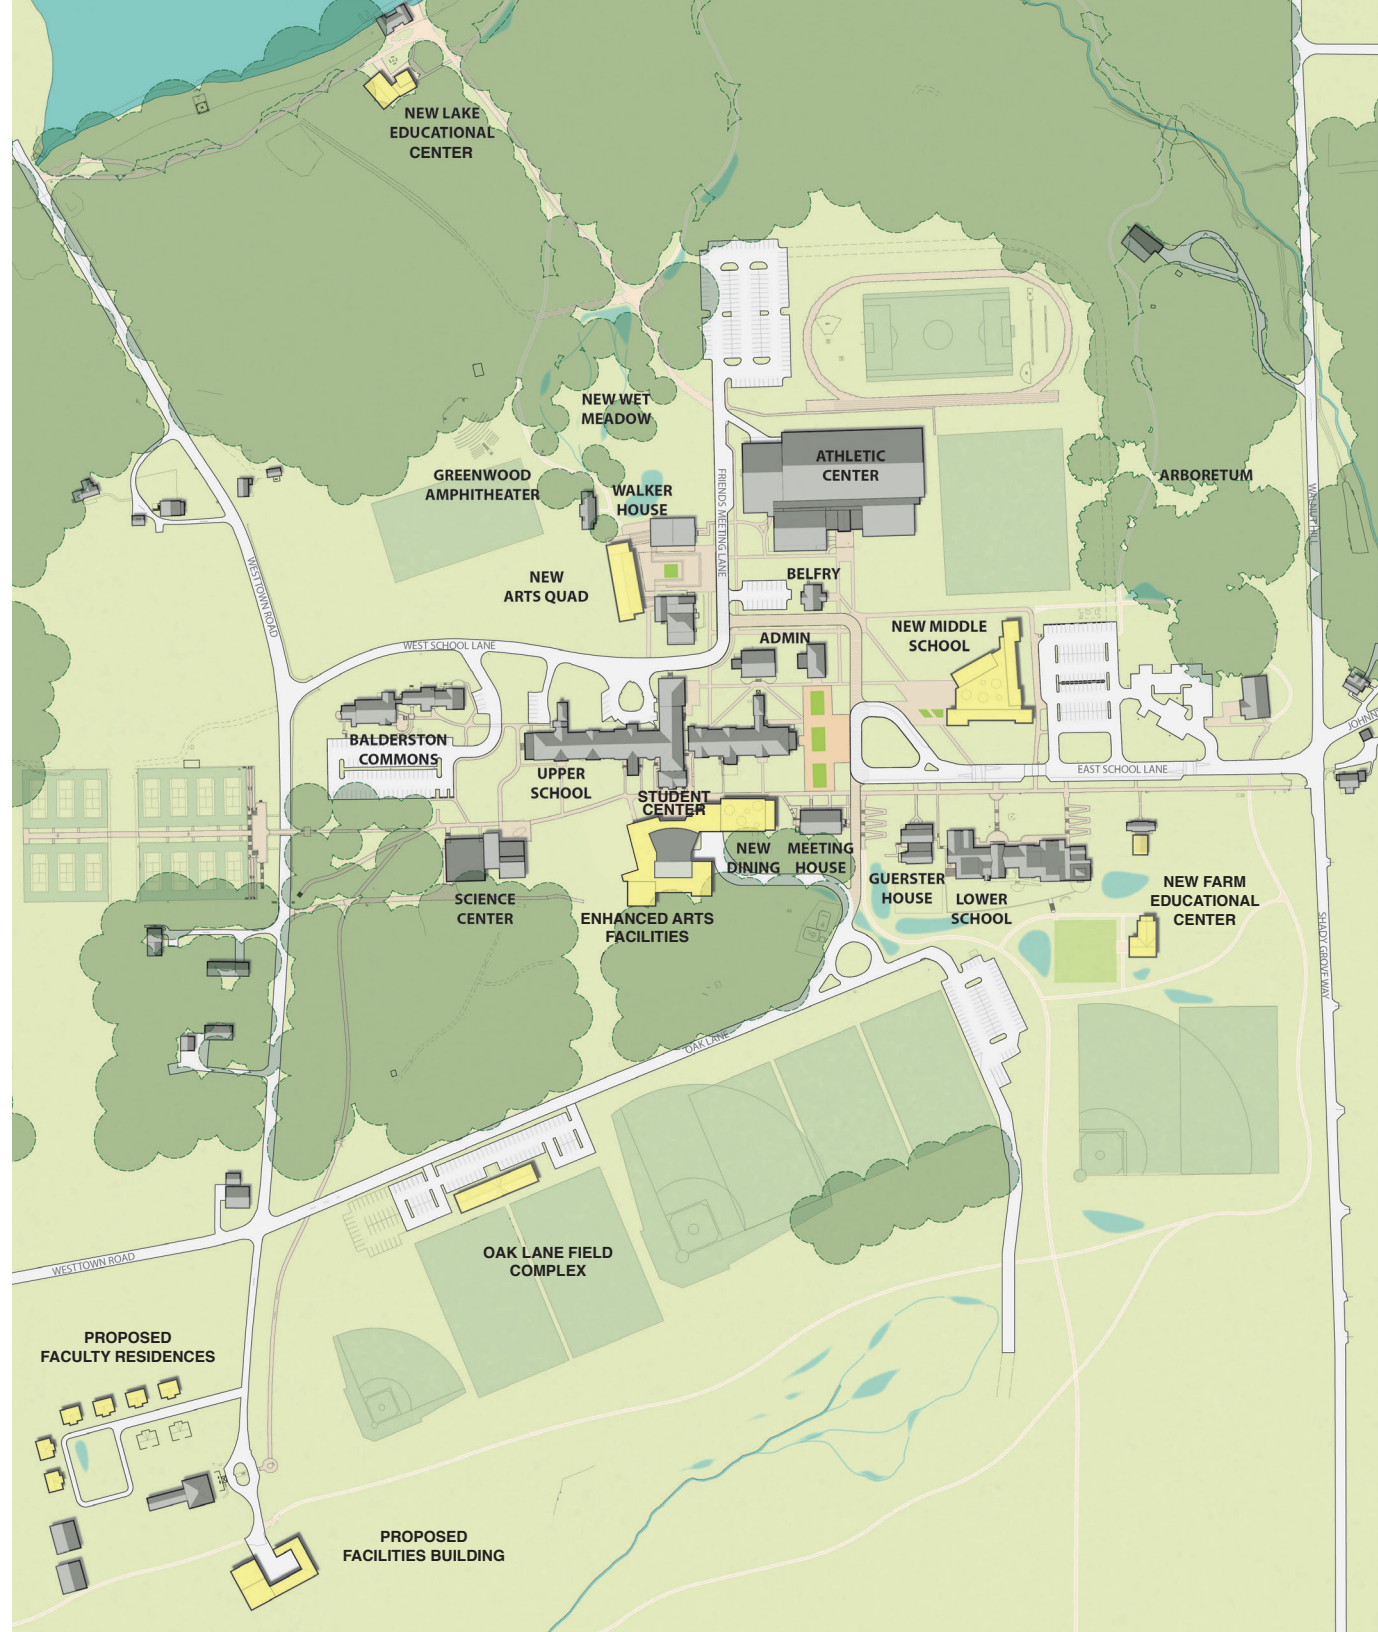 NEW LAKE
EDUCATIONAL
CENTER
NEW WET
MEADOW
GREENWOOD
AMPHITHEATER
WALKER
HOUSE
FRIENDS MEETING LANE
ATHLETIC
CENTER
ARBORETUM
WALNUT HILL
WESTTOWN ROAD
NEW
ARTS QUAD
BELFRY
ADMIN
NEW MIDDLE
SCHOOL
WEST SCHOOL LANE
BALDERSTON
COMMONS
UPPER
SCHOOL
STUDENT
CENTER
EAST SCHOOL LANE
NEW
DINING
MEETING
HOUSE
GUERSTER
HOUSE
LOWER
SCHOOL
NEW FARM
EDUCATIONAL
CENTER
SCIENCE
CENTER
ENHANCED ARTS
FACILITIES
SHADY GROVE WAY
OAK LANE
OAK LANE FIELD
COMPLEX
WESTTOWN ROAD
PROPOSED
FACULTY RESIDENCES
PROPOSED
FACILITIES BUILDING